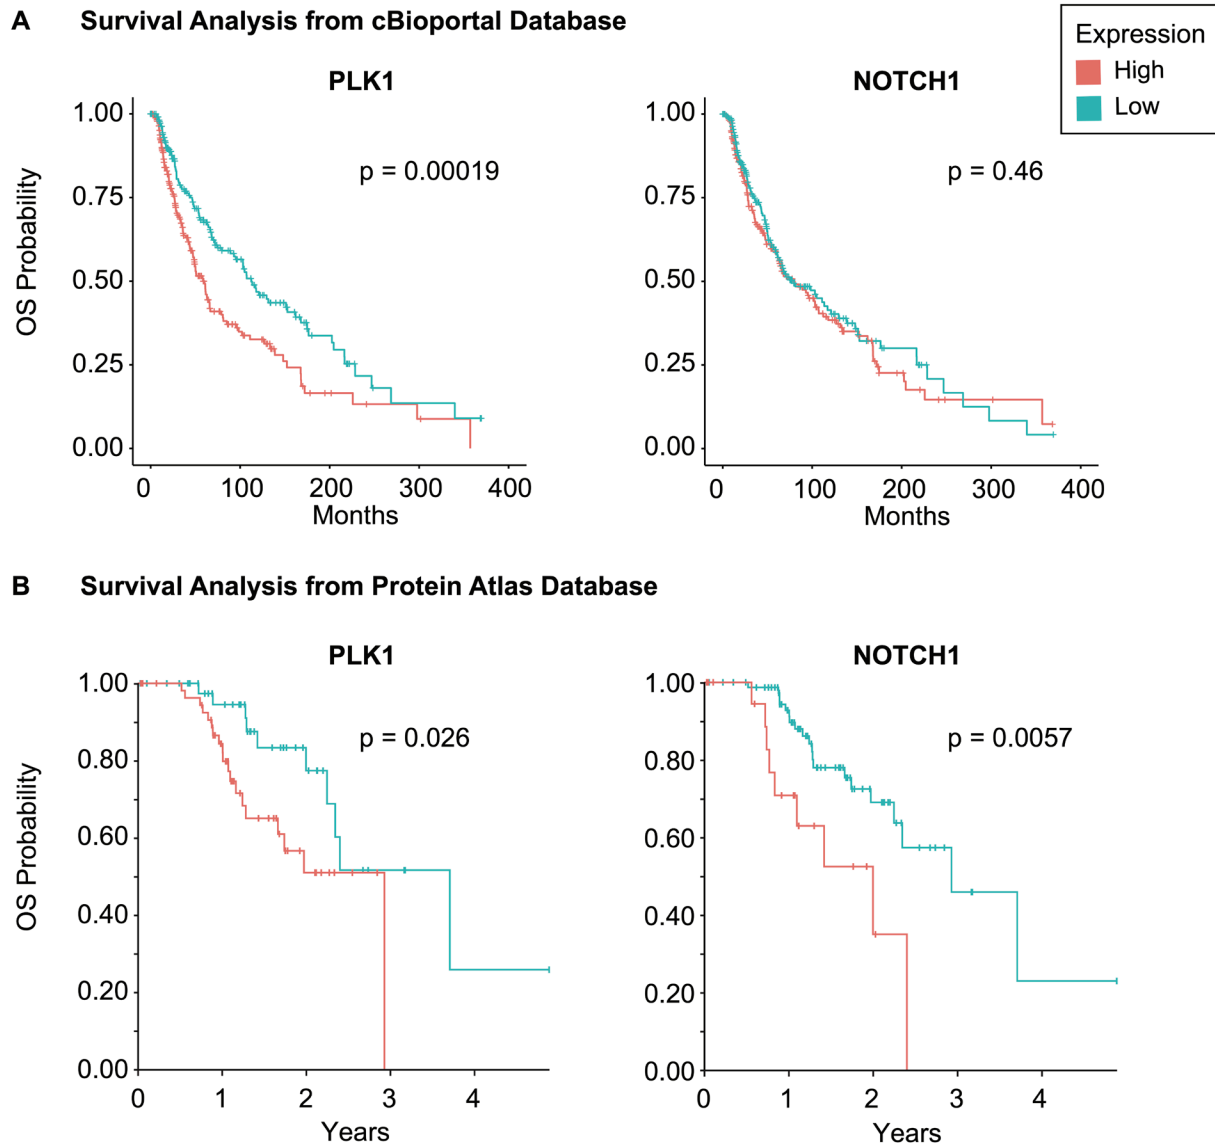 A Survival Analysis from cBioportal Database
Expression
High
Low
PLK1
p = 0.00019
OS Probability
1.00
0.75
0.50
0.25
0.00
0 100 200 300 400
Months
NOTCH1
p = 0.46
1.00
0.75
0.50
0.25
0.00
0 100 200 300 400
Months
B Survival Analysis from Protein Atlas Database
PLK1
p = 0.026
OS Probability
1.00
0.80
0.60
0.40
0.20
0.00
0 1 2 3 4
Years
NOTCH1
p = 0.0057
1.00
0.80
0.60
0.40
0.20
0.00
0 1 2 3 4
Years